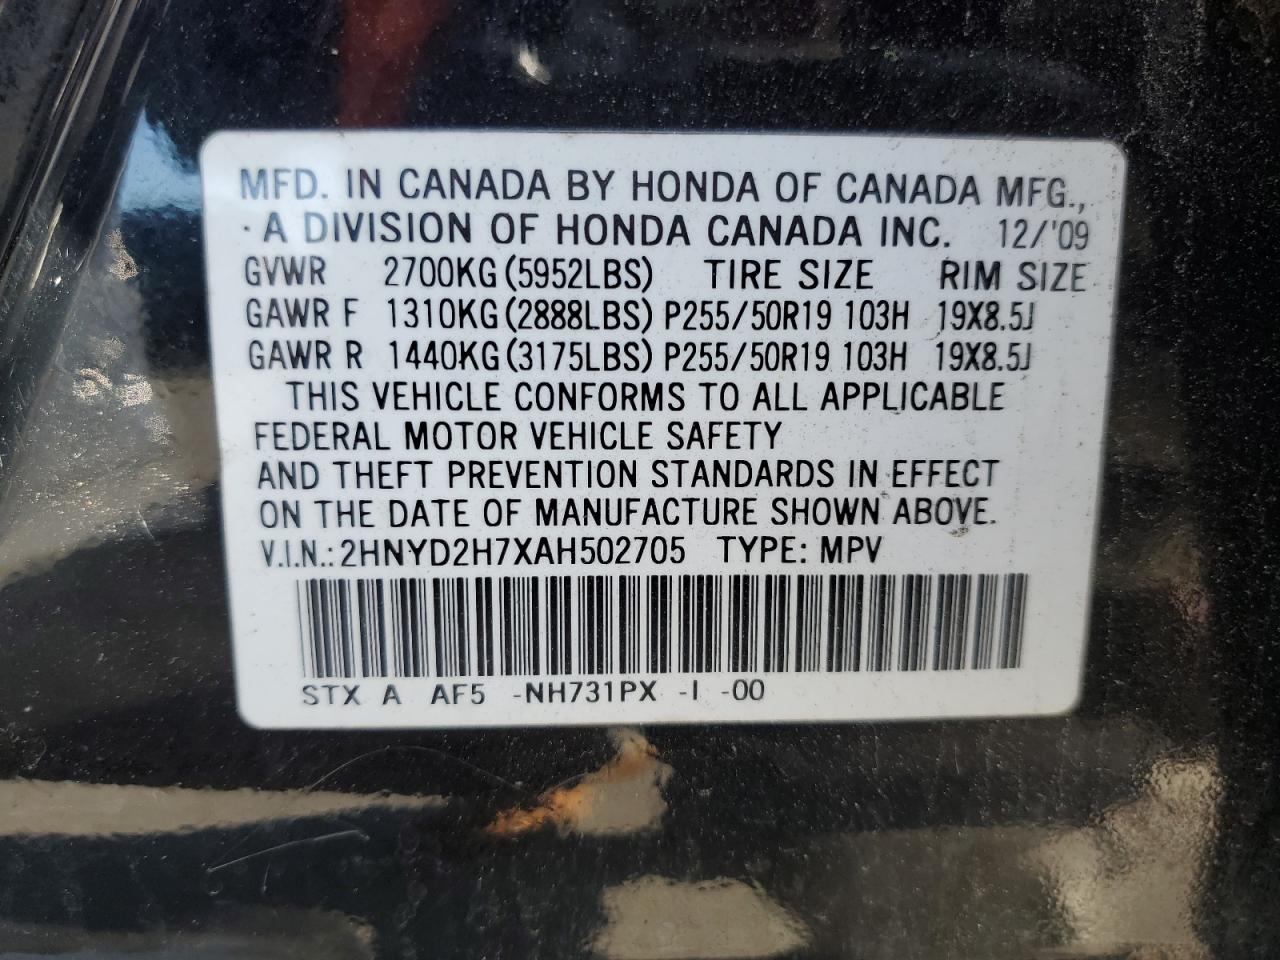 MFD. IN CANADA BY HONDA OF CANADA MFG.,
· A DIVISION OF HONDA CANADA INC. 12/'09
GVWR 2700KG (5952LBS) TIRE SIZE RIM SIZE
GAWR F 1310KG (2888LBS) P255/50R19 103H 19X8.5J
GAWR R 1440KG (3175LBS) P255/50R19 103H 19X8.5J
THIS VEHICLE CONFORMS TO ALL APPLICABLE
FEDERAL MOTOR VEHICLE SAFETY
AND THEFT PREVENTION STANDARDS IN EFFECT
ON THE DATE OF MANUFACTURE SHOWN ABOVE.
V.I.N.: 2HNYD2H7XAH502705 TYPE: MPV
STX A AF5 -NH731PX -I -00